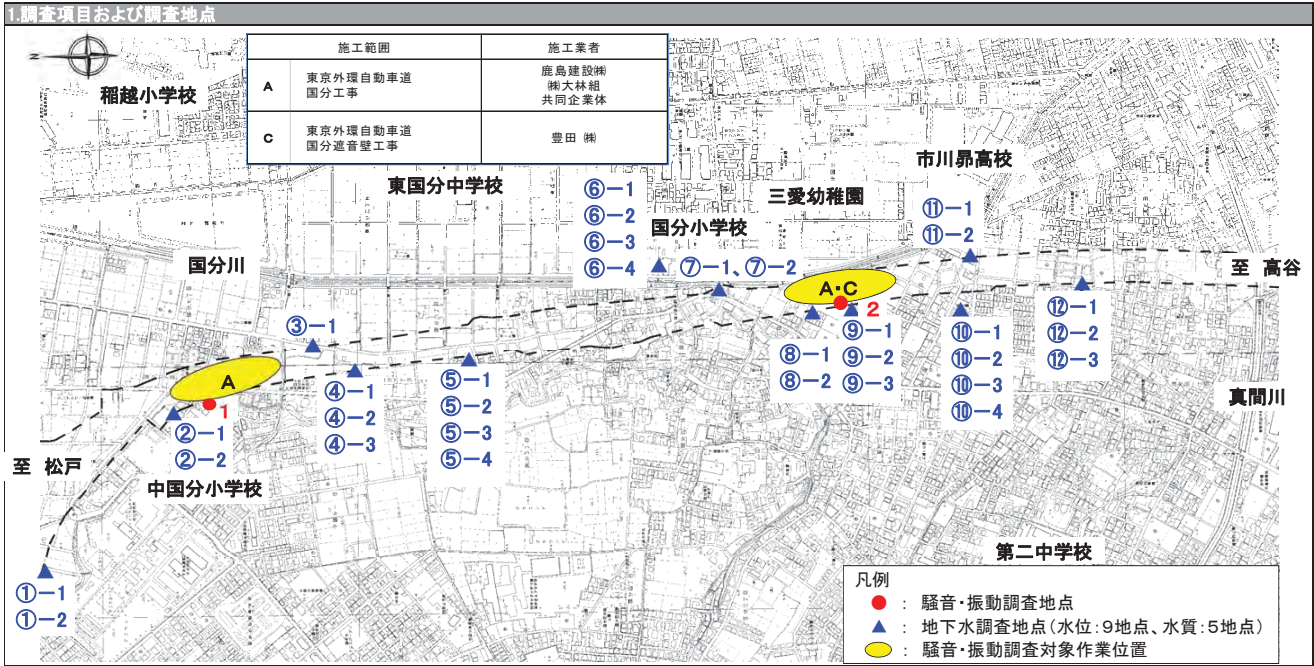 1.調査項目および調査地点
N
施工範囲
施工業者
A
東京外環自動車道
国分工事
鹿島建設㈱
㈱大林組
共同企業体
C
東京外環自動車道
国分遮音壁工事
豊田 ㈱
稲越小学校
東国分中学校
⑥-1
⑥-2
⑥-3
⑥-4
国分小学校
⑦-1、⑦-2
三愛幼稚園
市川昴高校
⑪-1
⑪-2
至 高谷
国分川
A・C
2
③-1
A
1
②-1
②-2
④-1
④-2
④-3
⑤-1
⑤-2
⑤-3
⑤-4
⑧-1
⑧-2
⑨-1
⑨-2
⑨-3
⑩-1
⑩-2
⑩-3
⑩-4
⑫-1
⑫-2
⑫-3
真間川
至 松戸
中国分小学校
①-1
①-2
第二中学校
凡例
: 騒音・振動調査地点
: 地下水調査地点(水位:9地点、水質:5地点)
: 騒音・振動調査対象作業位置